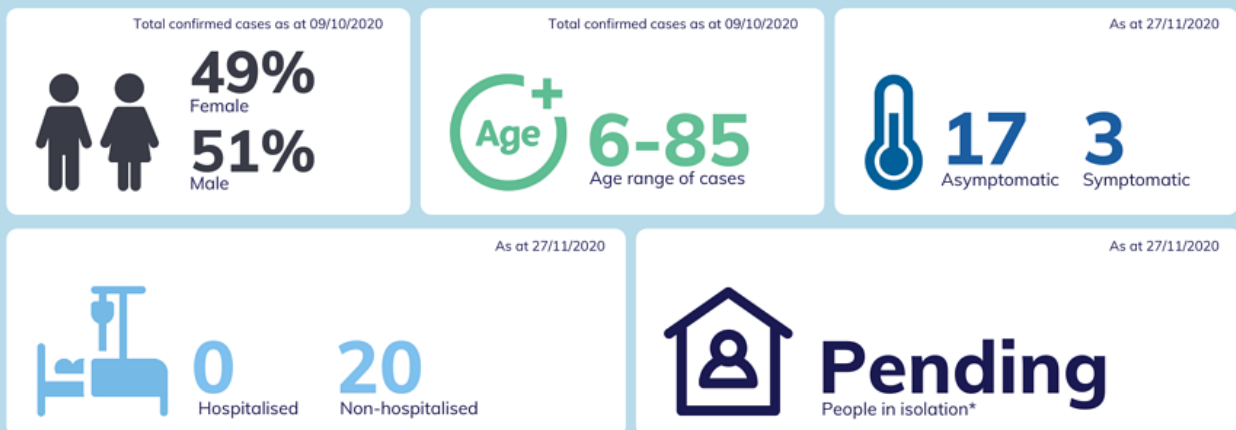 Total confirmed cases as at 09/10/2020
49%
Female
51%
Male
Total confirmed cases as at 09/10/2020
Age
+
6-85
Age range of cases
As at 27/11/2020
17 3
Asymptomatic Symptomatic
As at 27/11/2020
0 20
Hospitalised Non-hospitalised
As at 27/11/2020
Pending
People in isolation*